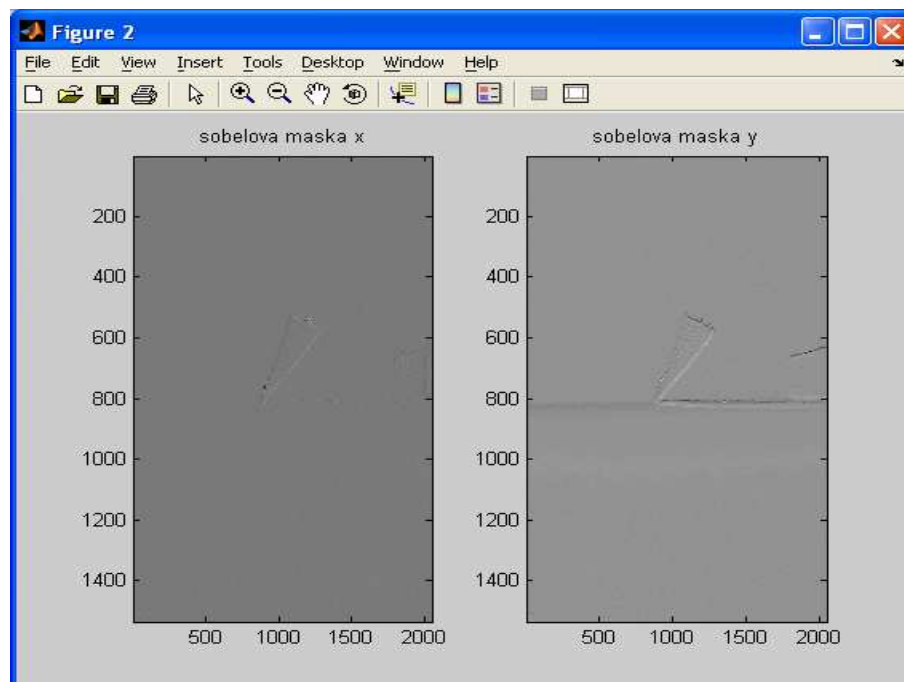 Figure 2
File Edit View Insert Tools Desktop Window Help
sobelova maska x
200
400
600
800
1000
1200
1400
500 1000 1500 2000
sobelova maska y
200
400
600
800
1000
1200
1400
500 1000 1500 2000